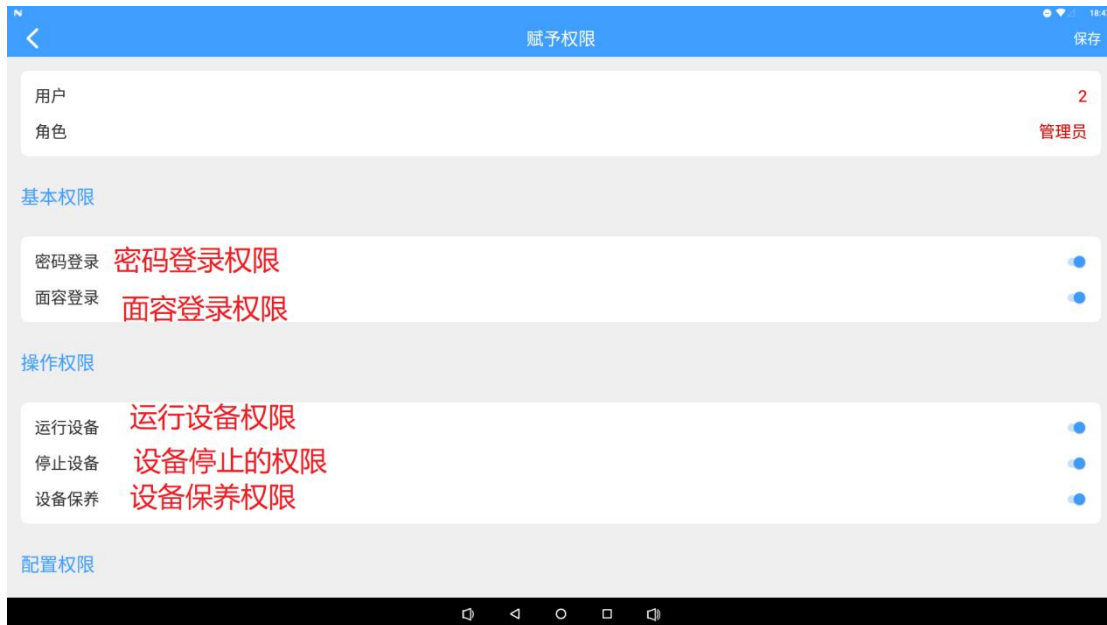 N 18:4
赋予权限 保存
用户 2
角色 管理员
基本权限
密码登录 密码登录权限
面容登录 面容登录权限
操作权限
运行设备 运行设备权限
停止设备 设备停止的权限
设备保养 设备保养权限
配置权限